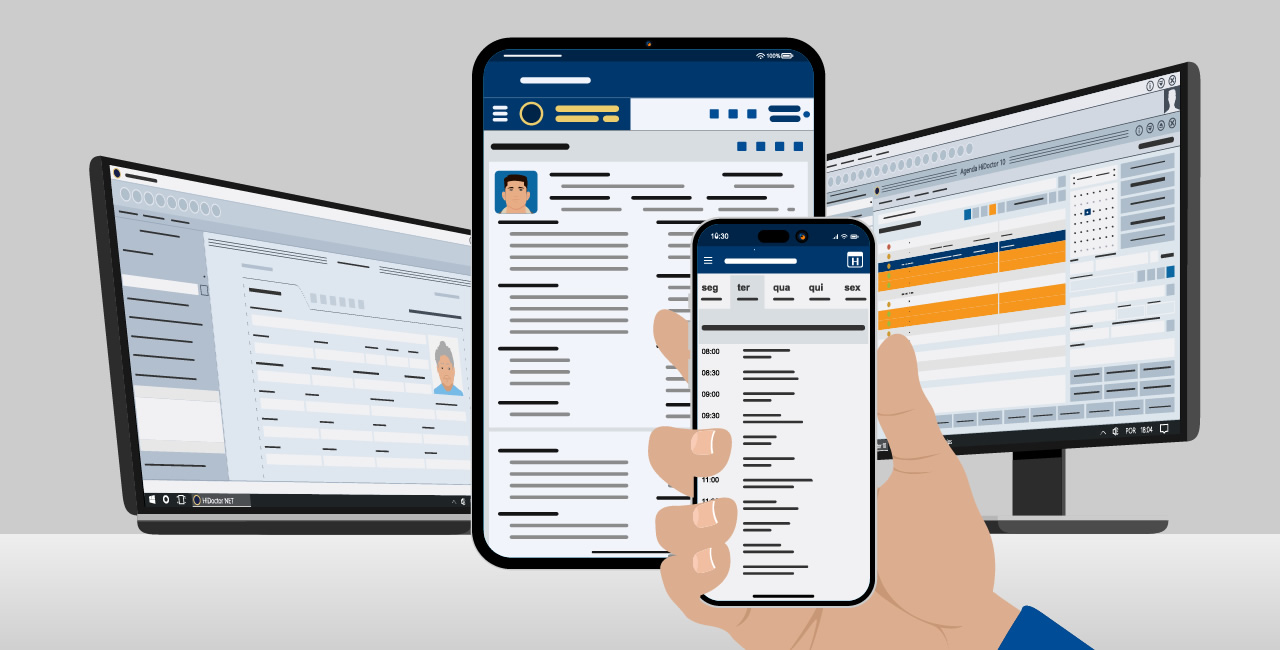 100%
Agenda HiDoctor 10
10:30
H
seg ter qua qui sex
08:00
08:30
09:00
09:30
11:00
HiDoctor NET
POR 18:04